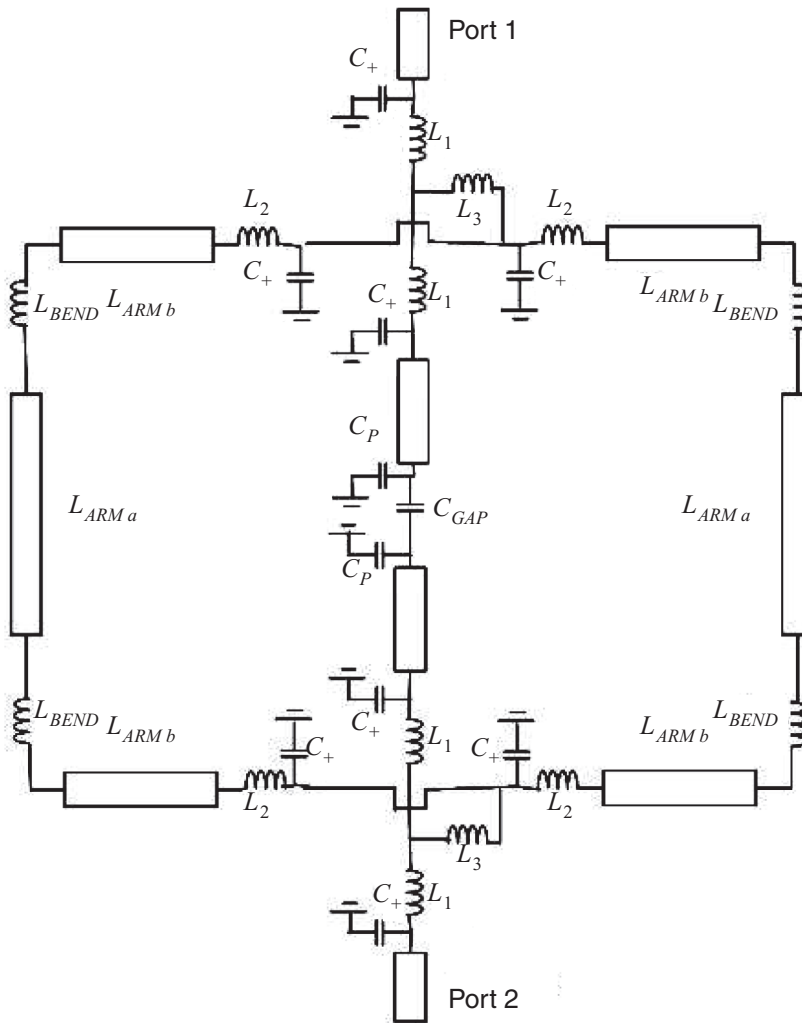 Port 1
C+
L1
L2
L3
L2
C+
C+
L1
C+
LBEND
LARM b
LARM b
LBEND
CP
LARM a
CGAP
LARM a
CP
LBEND
LARM b
C+
C+
L1
C+
LARM b
LBEND
L2
L2
L3
C+
L1
Port 2